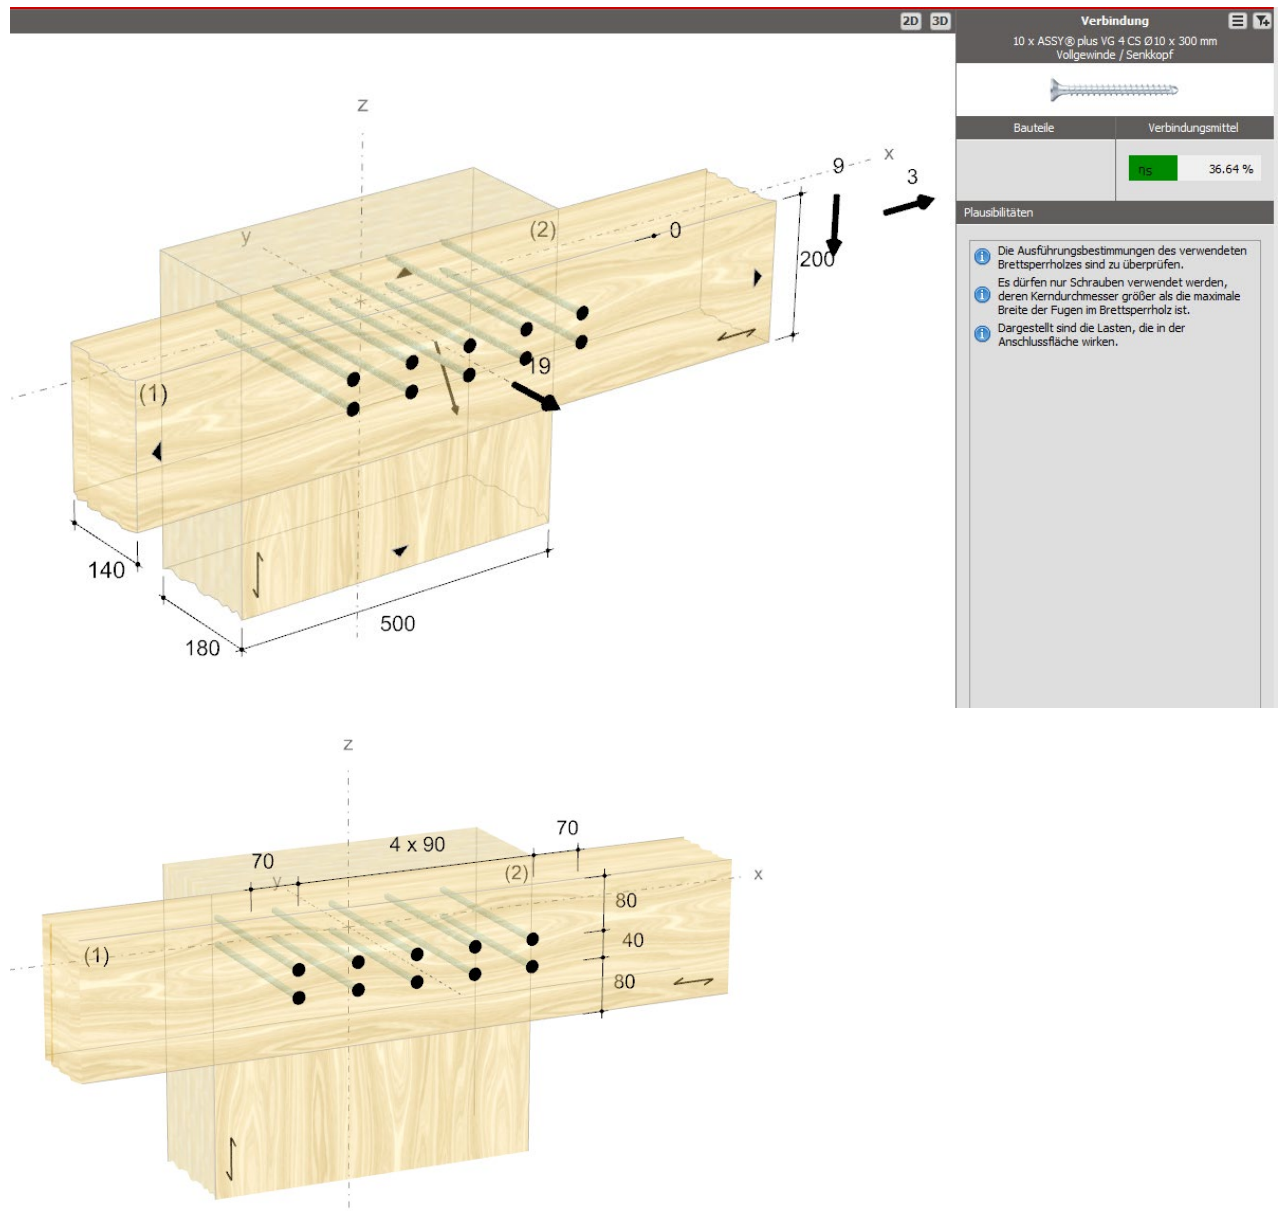 2D 3D
Verbindung
10 x ASSY® plus VG 4 CS Ø10 x 300 mm
Vollgewinde / Senkkopf
Bauteile
Verbindungsmittel
ns
36.64 %
Plausibilitäten
Die Ausführungsbestimmungen des verwendeten
Brettsperrholzes sind zu überprüfen.
Es dürfen nur Schrauben verwendet werden,
deren Kerndurchmesser größer als die maximale
Breite der Fugen im Brettsperrholz ist.
Dargestellt sind die Lasten, die in der
Anschlussfläche wirken.
z
x
9
3
y
(2)
0
200
19
(1)
140
500
180
z
4 x 90
70
70
y
(2)
x
80
40
(1)
80